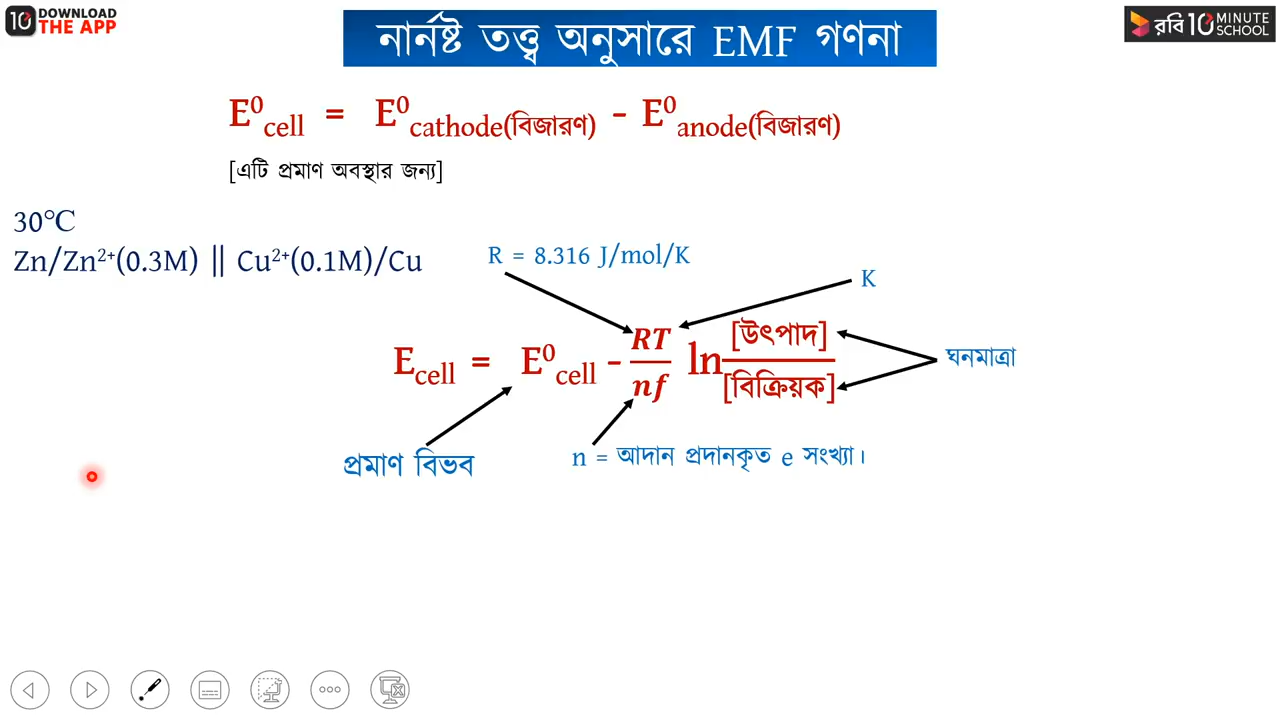 10 DOWNLOAD
THE APP
নার্নষ্ট তত্ত্ব অনুসারে EMF গণনা
রবি 10 MINUTE
SCHOOL
E⁰cell = E⁰cathode(বিজারণ) - E⁰anode(বিজারণ)
[এটি প্রমাণ অবস্থার জন্য]
30°C
Zn/Zn²⁺(0.3M) || Cu²⁺(0.1M)/Cu
R = 8.316 J/mol/K
K
Ecell = E⁰cell - RT/nf ln [উৎপাদ]/[বিক্রিয়ক]
ঘনমাত্রা
প্রমাণ বিভব
n = আদান প্রদানকৃত e সংখ্যা।